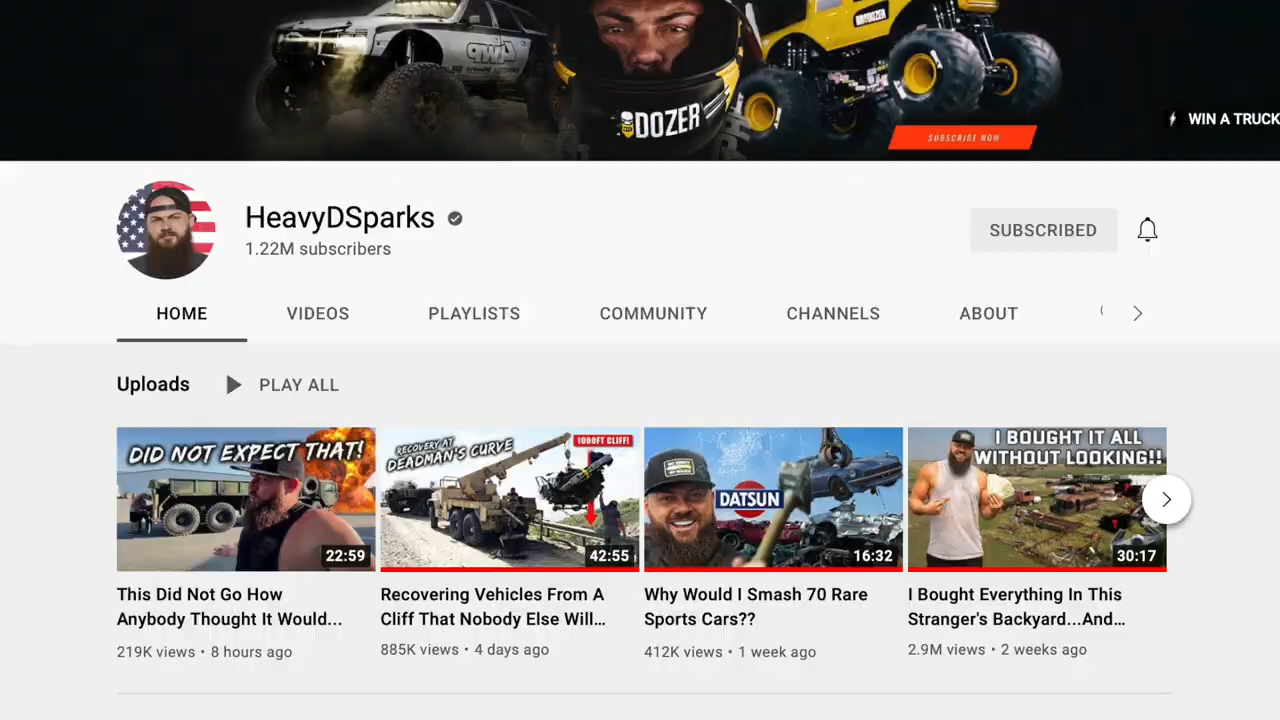 DOZER
DOZER
SUBSCRIBE NOW
WIN A TRUCK
HeavyDSparks
1.22M subscribers
SUBSCRIBED
HOME VIDEOS PLAYLISTS COMMUNITY CHANNELS ABOUT
Uploads PLAY ALL
DID NOT EXPECT THAT!
22:59
RECOVERY AT
DEADMAN'S CURVE
1000FT CLIFF!
42:55
DATSUN
16:32
I BOUGHT IT ALL
WITHOUT LOOKING!!
30:17
This Did Not Go How
Anybody Thought It Would...
219K views • 8 hours ago
Recovering Vehicles From A
Cliff That Nobody Else Will...
885K views • 4 days ago
Why Would I Smash 70 Rare
Sports Cars??
412K views • 1 week ago
I Bought Everything In This
Stranger's Backyard...And...
2.9M views • 2 weeks ago